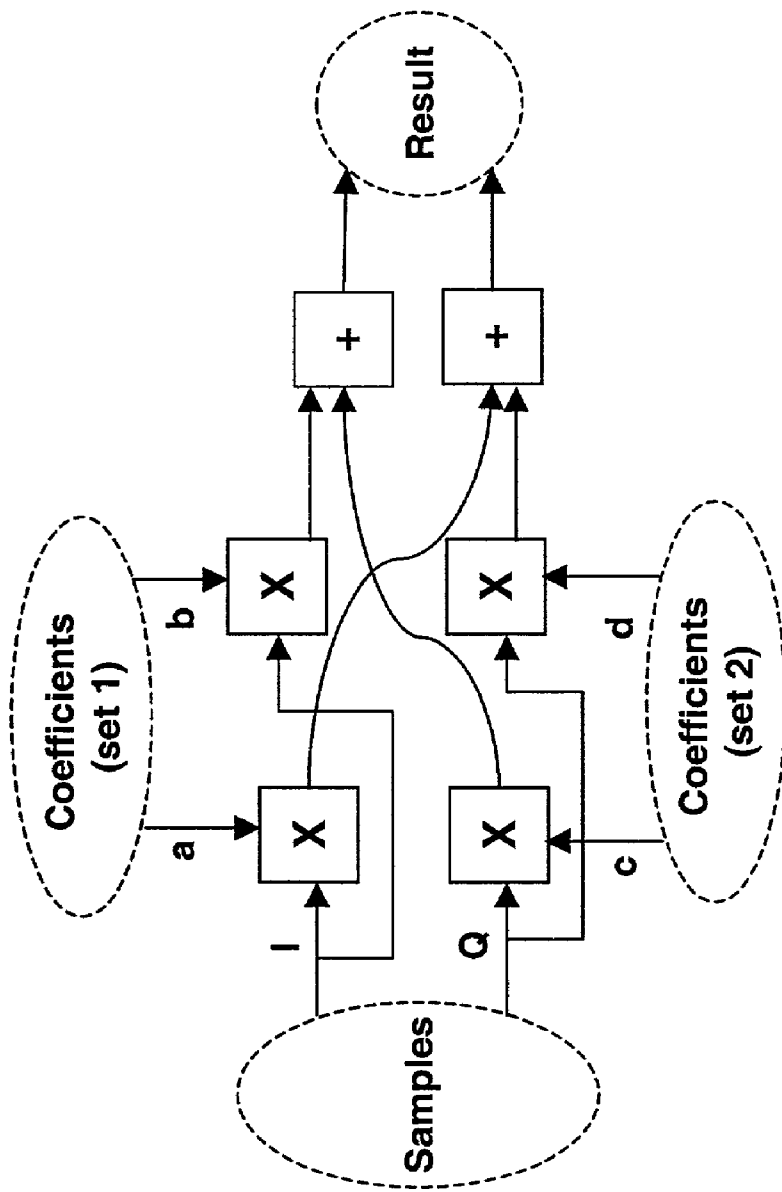 Coefficients
(set 1)
a
b
X
X
I
Samples
Q
X
X
+
+
Result
c
d
Coefficients
(set 2)